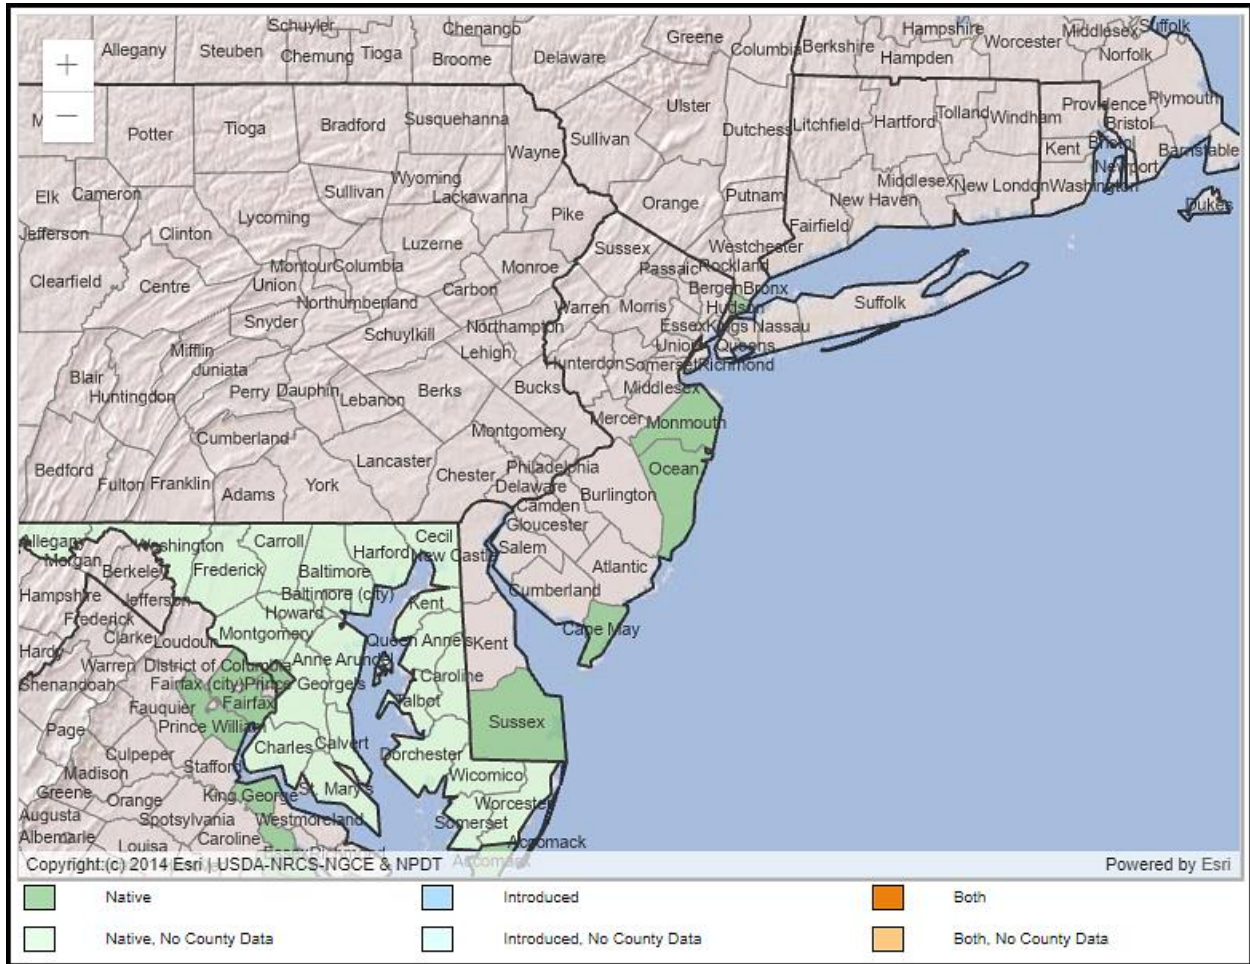 Schuyler
Chenango
Greene
Hampshire
Middlesex
Suffolk
Allegany
Steuben
Chemung
Tioga
Broome
Delaware
Columbia
Berkshire
Hampden
Worcester
Norfolk
+
−
Potter
Tioga
Bradford
Susquehanna
Wayne
Sullivan
Ulster
Dutchess
Litchfield
Hartford
Tolland
Windham
Providence
Plymouth
Bristol
Kent
Bristol
Barnstable
Newport
Elk
Cameron
Sullivan
Wyoming
Lackawanna
Pike
Orange
Putnam
Middlesex
New Haven
New London
Washington
Dukes
Jefferson
Clinton
Lycoming
Luzerne
Sussex
Westchester
Fairfield
Clearfield
Centre
Montour
Columbia
Union
Monroe
Carbon
Passaic
Rockland
Bergen
Bronx
Snyder
Northumberland
Schuylkill
Northampton
Warren
Morris
Hudson
Essex
Kings
Nassau
Suffolk
Mifflin
Juniata
Lehigh
Union
Queens
Hunterdon
Somerset
Richmond
Blair
Huntingdon
Perry
Dauphin
Lebanon
Berks
Bucks
Middlesex
Cumberland
Montgomery
Mercer
Monmouth
Bedford
Fulton
Franklin
Adams
York
Lancaster
Chester
Philadelphia
Delaware
Camden
Burlington
Ocean
Gloucester
Allegany
Washington
Carroll
Harford
Cecil
New Castle
Salem
Morgan
Berkeley
Frederick
Baltimore
Atlantic
Hampshire
Jefferson
Baltimore (city)
Kent
Cumberland
Frederick
Howard
Clarke
Loudoun
Montgomery
Queen Anne's
Kent
Cape May
Hardy
Warren
District of Columbia
Anne Arundel
Shenandoah
Fairfax (city)
Prince George's
Caroline
Fauquier
Fairfax
Talbot
Page
Prince William
Sussex
Culpeper
Stafford
Charles
Calvert
Dorchester
Madison
Wicomico
Greene
Orange
King George
St. Mary's
Worcester
Augusta
Spotsylvania
Westmoreland
Somerset
Albemarle
Louisa
Caroline
Accomack
Essex
Richmond
Accomack
Copyright:(c) 2014 Esri | USDA-NRCS-NGCE & NPDT
Powered by Esri
Native
Introduced
Both
Native, No County Data
Introduced, No County Data
Both, No County Data